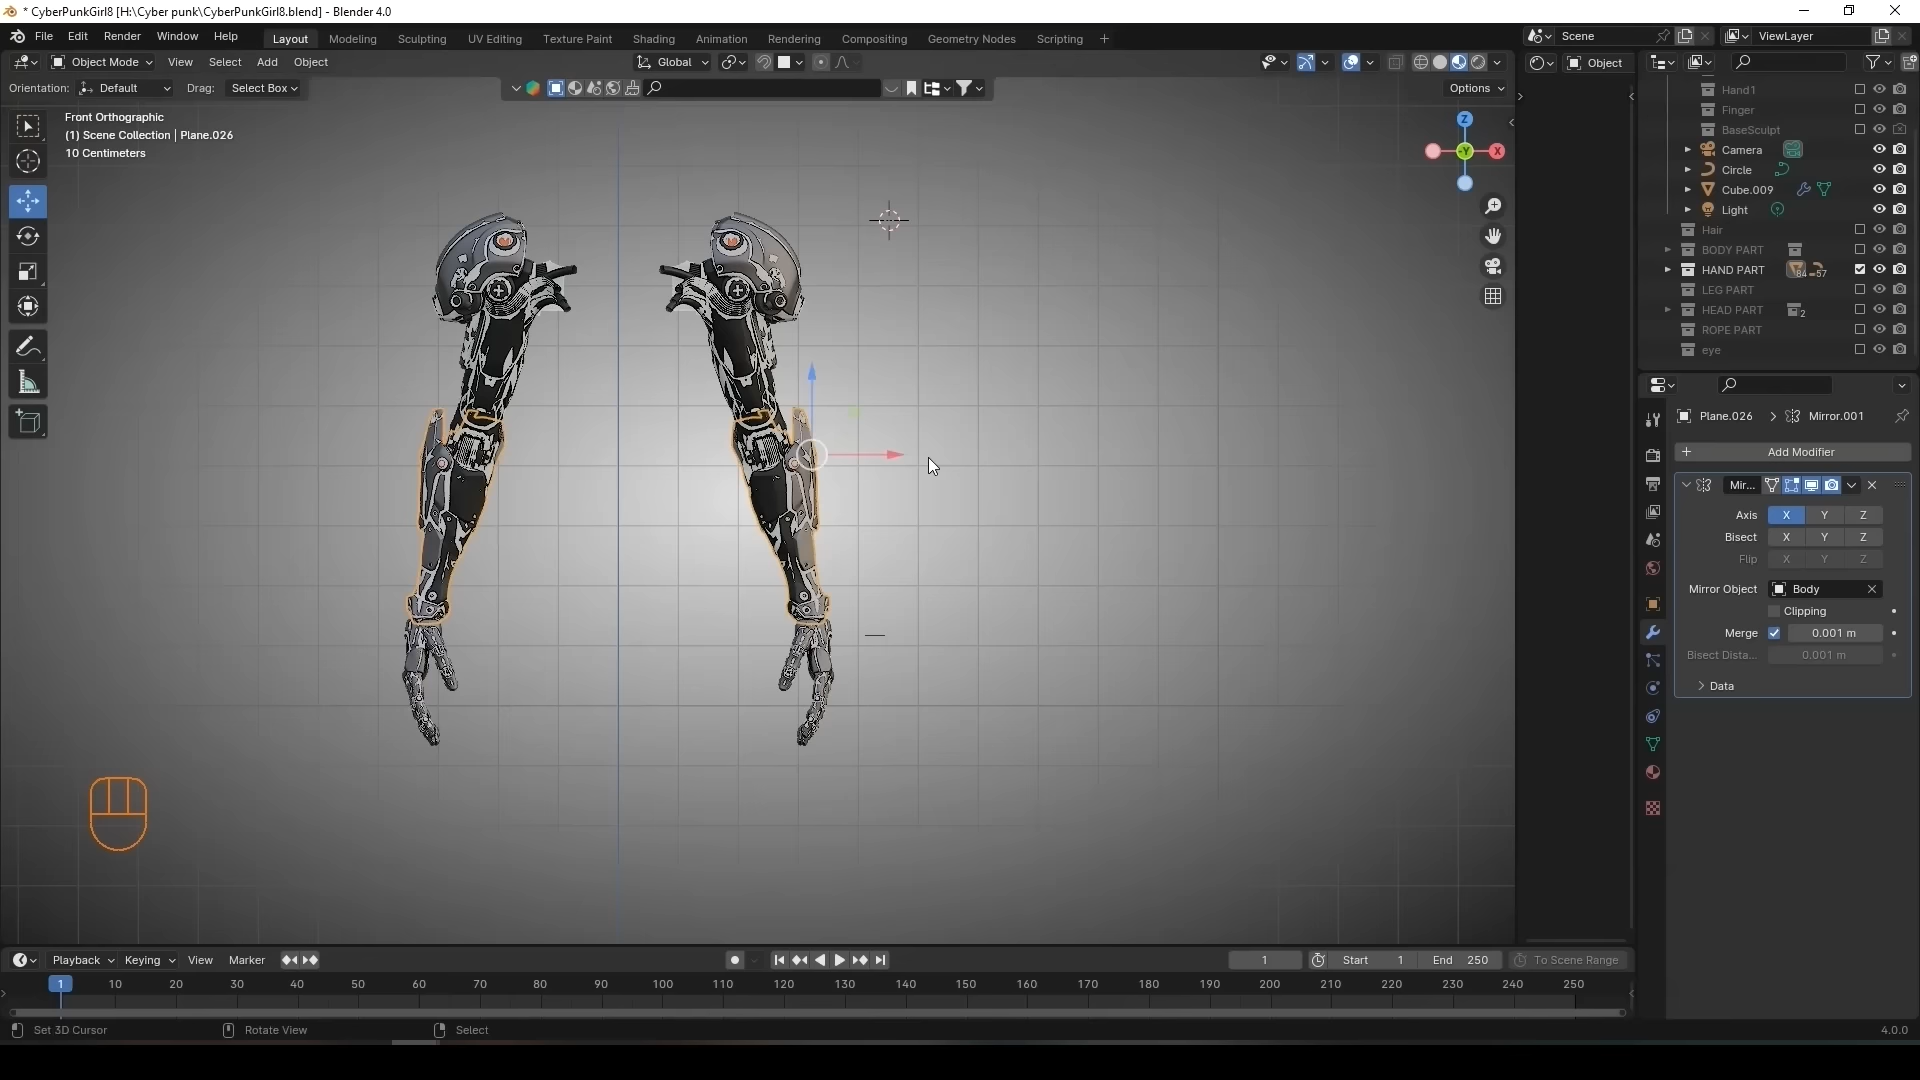 * CyberPunkGirl8 [H:\Cyber punk\CyberPunkGirl8.blend] - Blender 4.0
File Edit Render Window Help
Layout Modeling Sculpting UV Editing Texture Paint Shading Animation Rendering Compositing Geometry Nodes Scripting +
Scene
ViewLayer
Object Mode View Select Add Object
Global
Object
Orientation: Default Drag: Select Box
Options
Front Orthographic
(1) Scene Collection | Plane.026
10 Centimeters
Z
-Y
X
Hand1
Finger
BaseSculpt
Camera
Circle
Cube.009
Light
Hair
BODY PART
HAND PART 84 57
LEG PART
HEAD PART 2
ROPE PART
eye
Plane.026 > Mirror.001
+ Add Modifier
Mir...
Axis X Y Z
Bisect X Y Z
Flip X Y Z
Mirror Object Body
Clipping
Merge 0.001 m
Bisect Dista... 0.001 m
Data
Playback Keying View Marker
1
Start 1
End 250
To Scene Range
1 10 20 30 40 50 60 70 80 90 100 110 120 130 140 150 160 170 180 190 200 210 220 230 240 250
Set 3D Cursor Rotate View Select
4.0.0